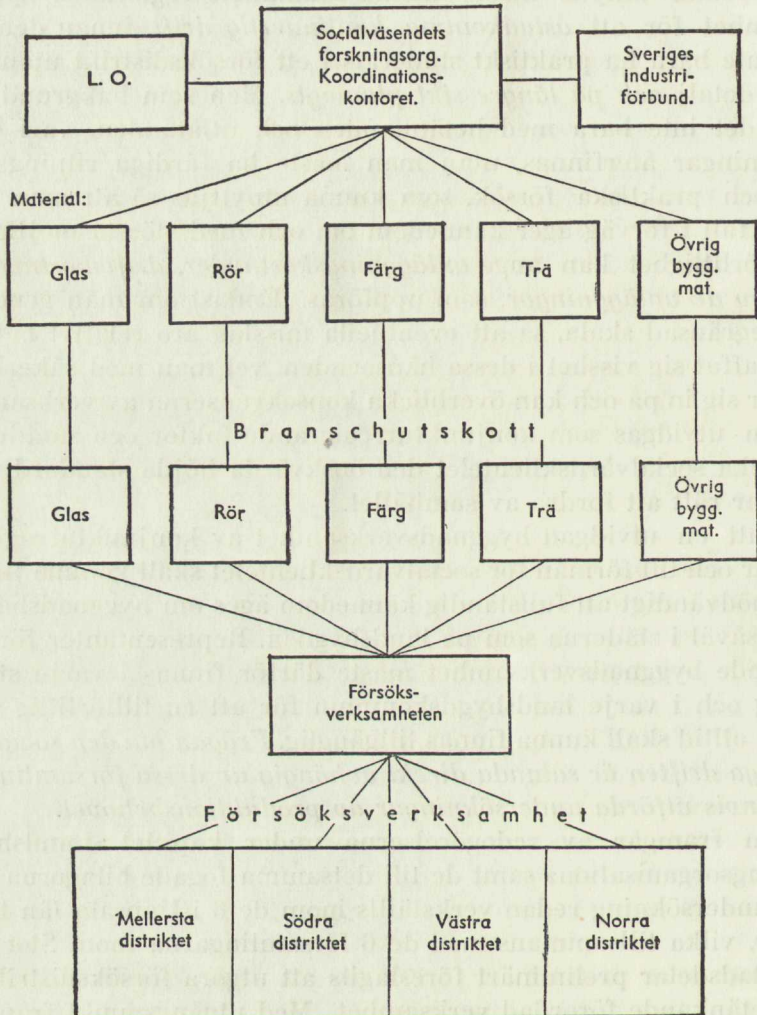 L. O.
Socialväsendets
forskningsrg.
Koordinations-
kontoret.
Sveriges
industri-
förbund.
Material:
Glas
Rör
Färg
Trä
Övrig
bygg.
mat.
Branschutskott
Glas
Rör
Färg
Trä
Övrig
bygg.
mat.
Försöks-
verksamheten
Försöksverksamhet
Mellersta
distriktet
Södra
distriktet
Västra
distriktet
Norra
distriktet